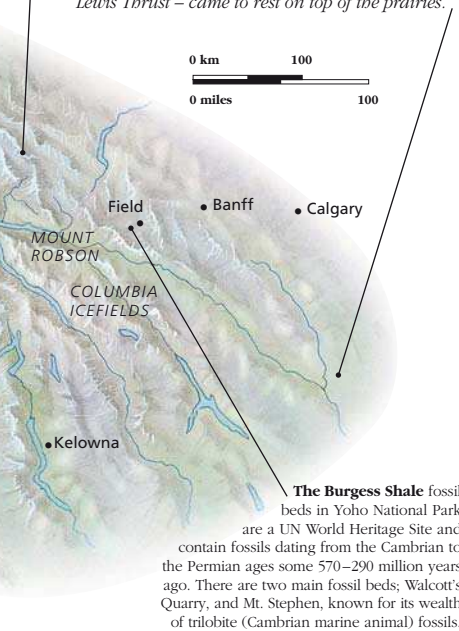 Lewis Thrust – came to rest on top of the prairies.
0 km 100
0 miles 100
Field
Banff
Calgary
MOUNT
ROBSON
COLUMBIA
ICEFIELDS
Kelowna
The Burgess Shale fossil
beds in Yoho National Park
are a UN World Heritage Site and
contain fossils dating from the Cambrian to
the Permian ages some 570–290 million years
ago. There are two main fossil beds; Walcott's
Quarry, and Mt. Stephen, known for its wealth
of trilobite (Cambrian marine animal) fossils.